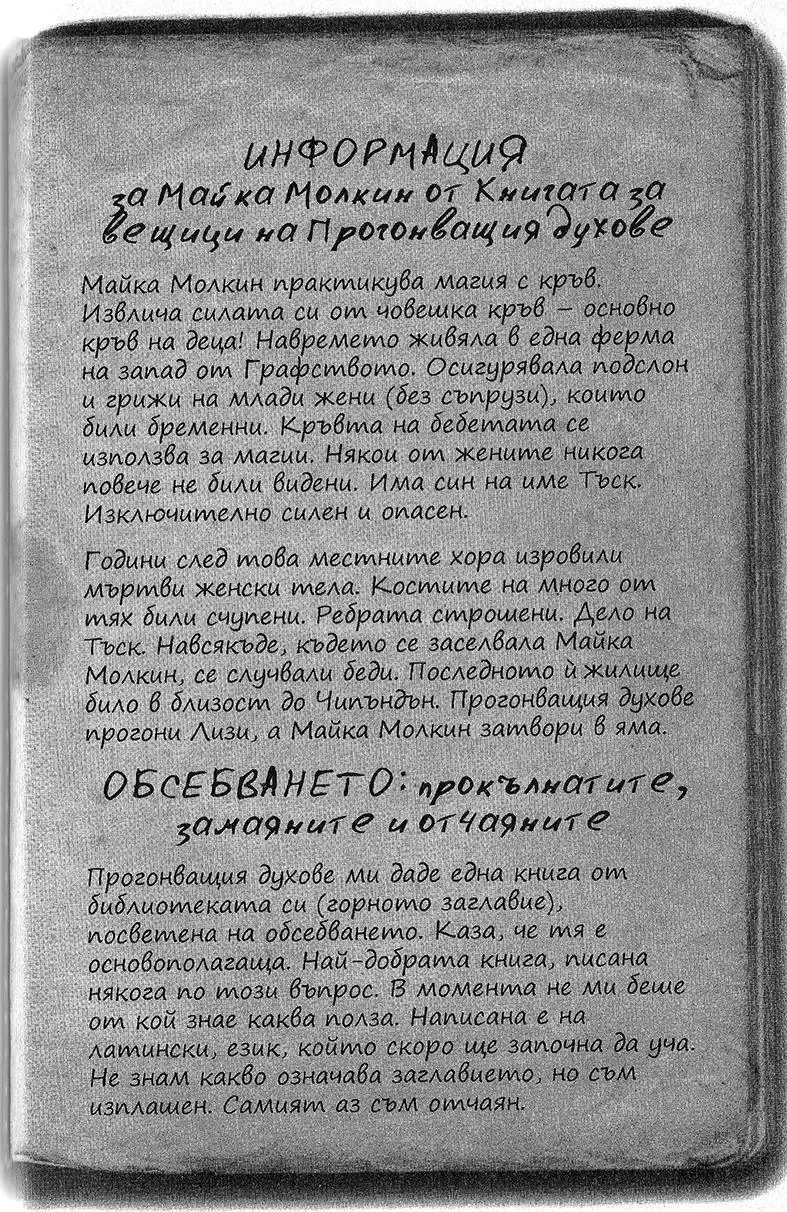 ИНФОРМАЦИЯ
за Майка Молкин от Книгата за
вещици на Прогонващия духове
Майка Молкин практикува магия с кръв.
Извлича силата си от човешка кръв – основно
кръв на деца! Навремето живяла в една ферма
на запад от Графството. Осигурявала подслон
и грижи на млади жени (без съпрузи), които
били бременни. Кръвта на бебетата се
използва за магии. Някои от жените никога
повече не били видени. Има син на име Тъск.
Изключително силен и опасен.
Години след това местните хора изровили
мъртви женски тела. Костите на много от
тях били счупени. Ребрата строшени. Дело на
Тъск. Навсякъде, където се заселвала Майка
Молкин, се случвали беди. Последното ѝ жилище
било в близост до Чипъндън. Прогонващия духове
прогони Лизи, а Майка Молкин затвори в яма.
ОБСЕБВАНЕТО: прокълнатите,
замаяните и отчаяните
Прогонващия духове ми даде една книга от
библиотеката си (горното заглавие),
посветена на обсебването. Каза, че тя е
основополагаща. Най-добрата книга, писана
някога по този въпрос. В момента не ми беше
от кой знае каква полза. Написана е на
латински, език, който скоро ще започна да уча.
Не знам какво означава заглавието, но съм
изплашен. Самият аз съм отчаян.